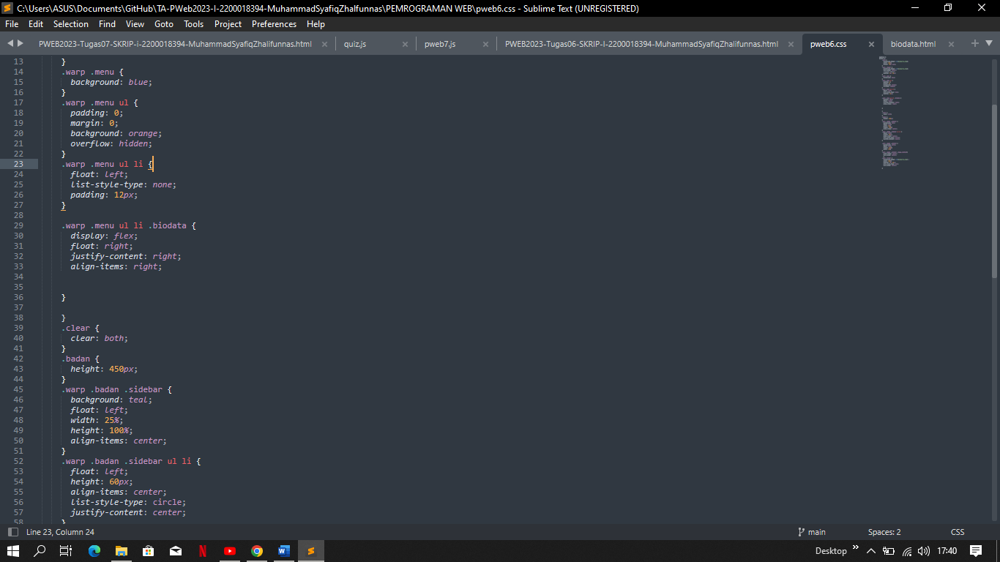 C:\Users\ASUS\Documents\GitHub\TA-PWeb2023-I-2200018394-MuhammadSyafiqZhalfunnas\PEMROGRAMAN WEB\pweb6.css - Sublime Text (UNREGISTERED)
File Edit Selection Find View Goto Tools Project Preferences Help
PWEB2023-Tugas07-SKRIP-i-2200018394-MuhammadSyafiqZhalifunnas.html quiz.js pweb7.js PWEB2023-Tugas06-SKRIP-I-2200018394-MuhammadSyafiqZhalifunnas.html pweb6.css biodata.html
13 }
14 .warp .menu {
15 background: blue;
16 }
17 .warp .menu ul {
18 padding: 0;
19 margin: 0;
20 background: orange;
21 overflow: hidden;
22 }
23 .warp .menu ul li {
24 float: left;
25 list-style-type: none;
26 padding: 12px;
27 }
28
29 .warp .menu ul li .biodata {
30 display: flex;
31 float: right;
32 justify-content: right;
33 align-items: right;
34
35
36 }
37
38 }
39 .clear {
40 clear: both;
41 }
42 .badan {
43 height: 450px;
44 }
45 .warp .badan .sidebar {
46 background: teal;
47 float: left;
48 width: 25%;
49 height: 100%;
50 align-items: center;
51 }
52 .warp .badan .sidebar ul li {
53 float: left;
54 height: 60px;
55 align-items: center;
56 list-style-type: circle;
57 justify-content: center;
58 }
Line 23, Column 24 main Spaces: 2 CSS
Desktop 17:40